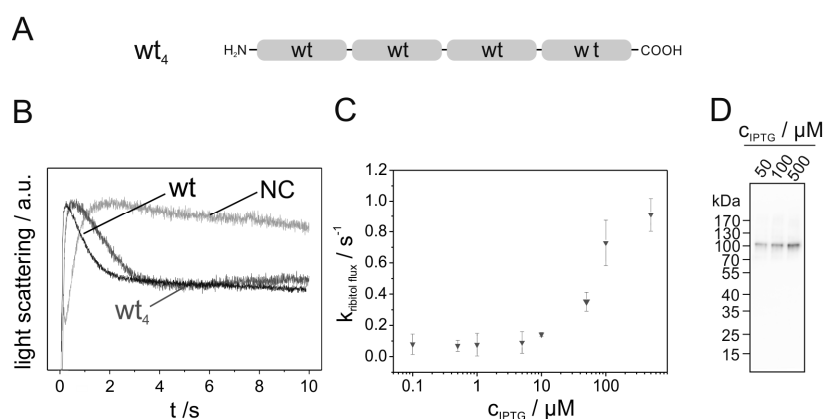 A
wt4
H2N
wt
wt
wt
wt
COOH
B
light scattering / a.u.
wt
NC
wt4
0
2
4
6
8
10
t /s
C
kribitol flux / s-1
1.2
1.0
0.8
0.6
0.4
0.2
0.0
0.1
1
10
100
cIPTG / µM
D
cIPTG / µM
50
100
500
kDa
170
130
100
70
55
40
35
25
15